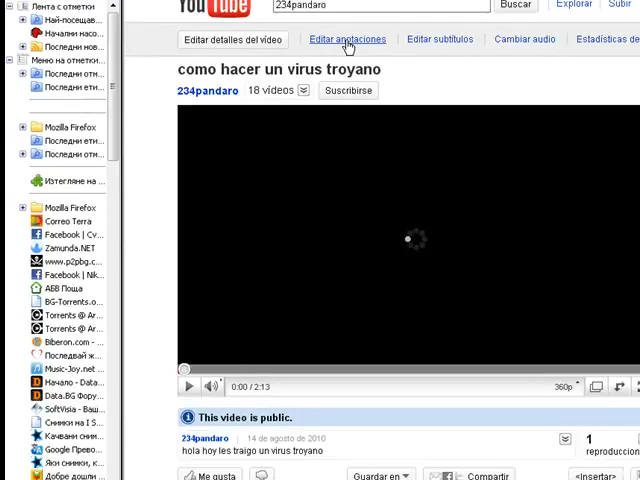 Лента с отметки
Най-посещав...
Начални насо...
Последни нов...
Меню на отметки...
Последни отм...
Последни ети...
Mozilla Firefox
Последни ети...
Последни отм...
Изтегляне на ...
Mozilla Firefox
Correo Terra
Facebook | Cv...
Zamunda.NET
www.p2pbg.c...
Facebook | Nik...
АБВ Поща
BG-Torrents.o...
Torrents @ Ar...
Torrents @ Ar...
Biberon.com - ...
Последвай ж...
Music-Joy.net ...
Начало - Data...
Data.BG Фору...
SoftVisia - Ваш...
Снимки на I S...
Качвани сним...
Google Прево...
Яки снимки, к...
Добре дошли ...
YouTube
234pandaro
Buscar
Explorar
Subir
Editar detalles del vídeo
Editar anotaciones
Editar subtítulos
Cambiar audio
Estadísticas de
como hacer un virus troyano
234pandaro 18 vídeos
Suscribirse
0:00 / 2:13
360p
This video is public.
234pandaro
14 de agosto de 2010
hola hoy les traigo un virus troyano
1
reproduccion
Me gusta
Guardar en
Compartir
<Insertar>